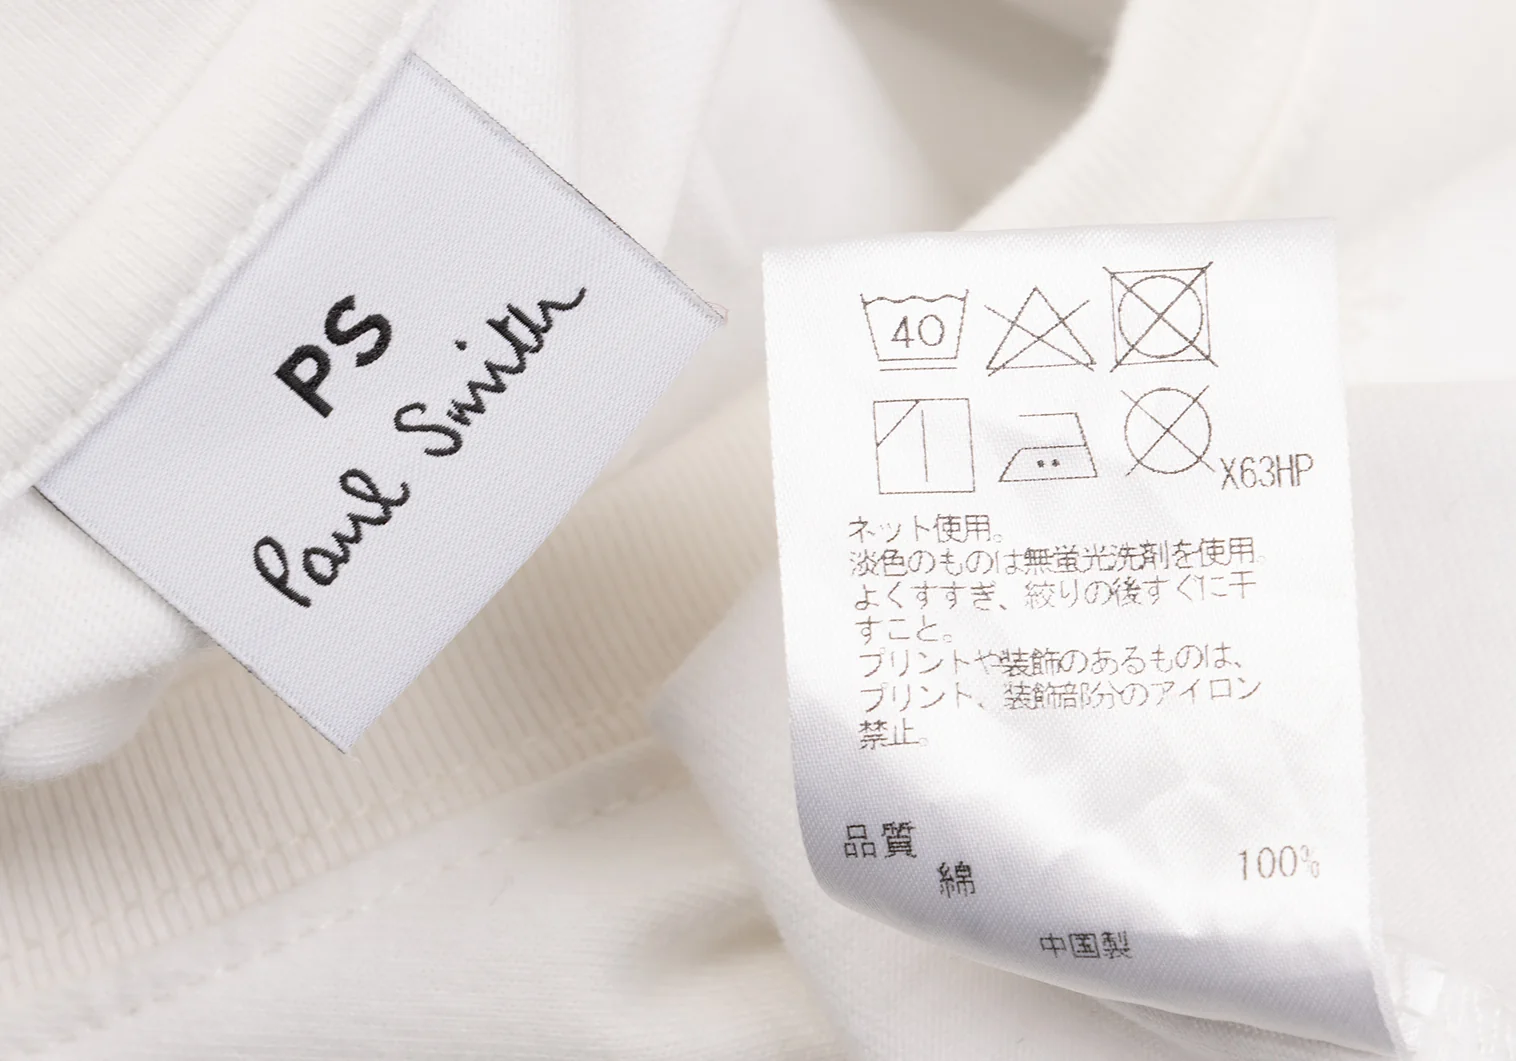 PS
Paul Smith
40
X63HP
ネット使用。
淡色のものは無蛍光洗剤を使用。
よくすすぎ、絞りの後すぐに干
すこと。
プリントや装飾のあるものは、
プリント、装飾部分のアイロン
禁止。
品質
綿 100%
中国製